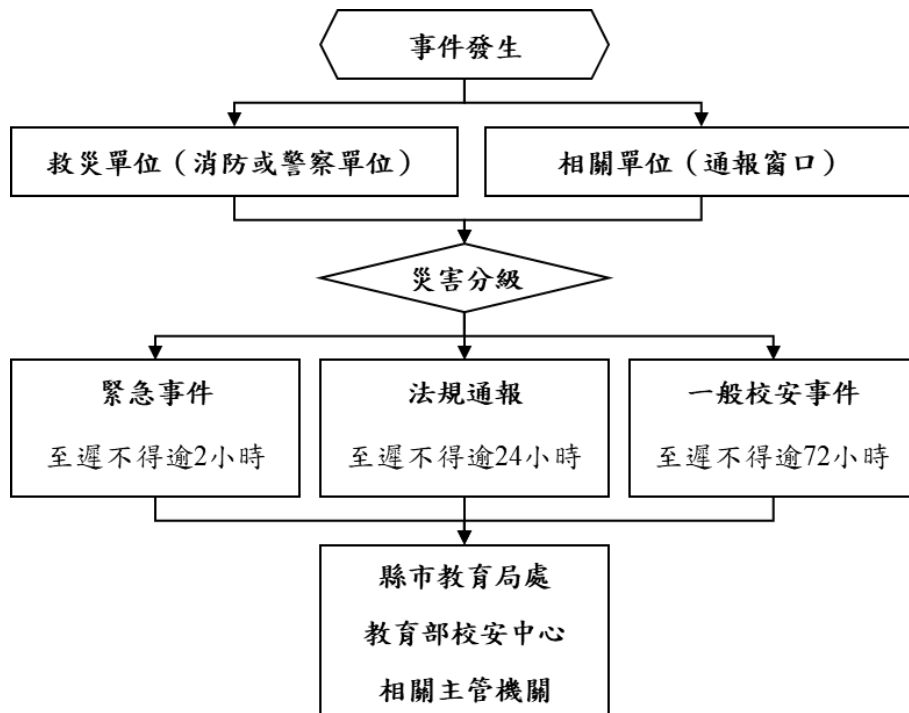 事件發生
救災單位（消防或警察單位）
相關單位（通報窗口）
災害分級
緊急事件
至遲不得逾2小時
法規通報
至遲不得逾24小時
一般校安事件
至遲不得逾72小時
縣市教育局處
教育部校安中心
相關主管機關